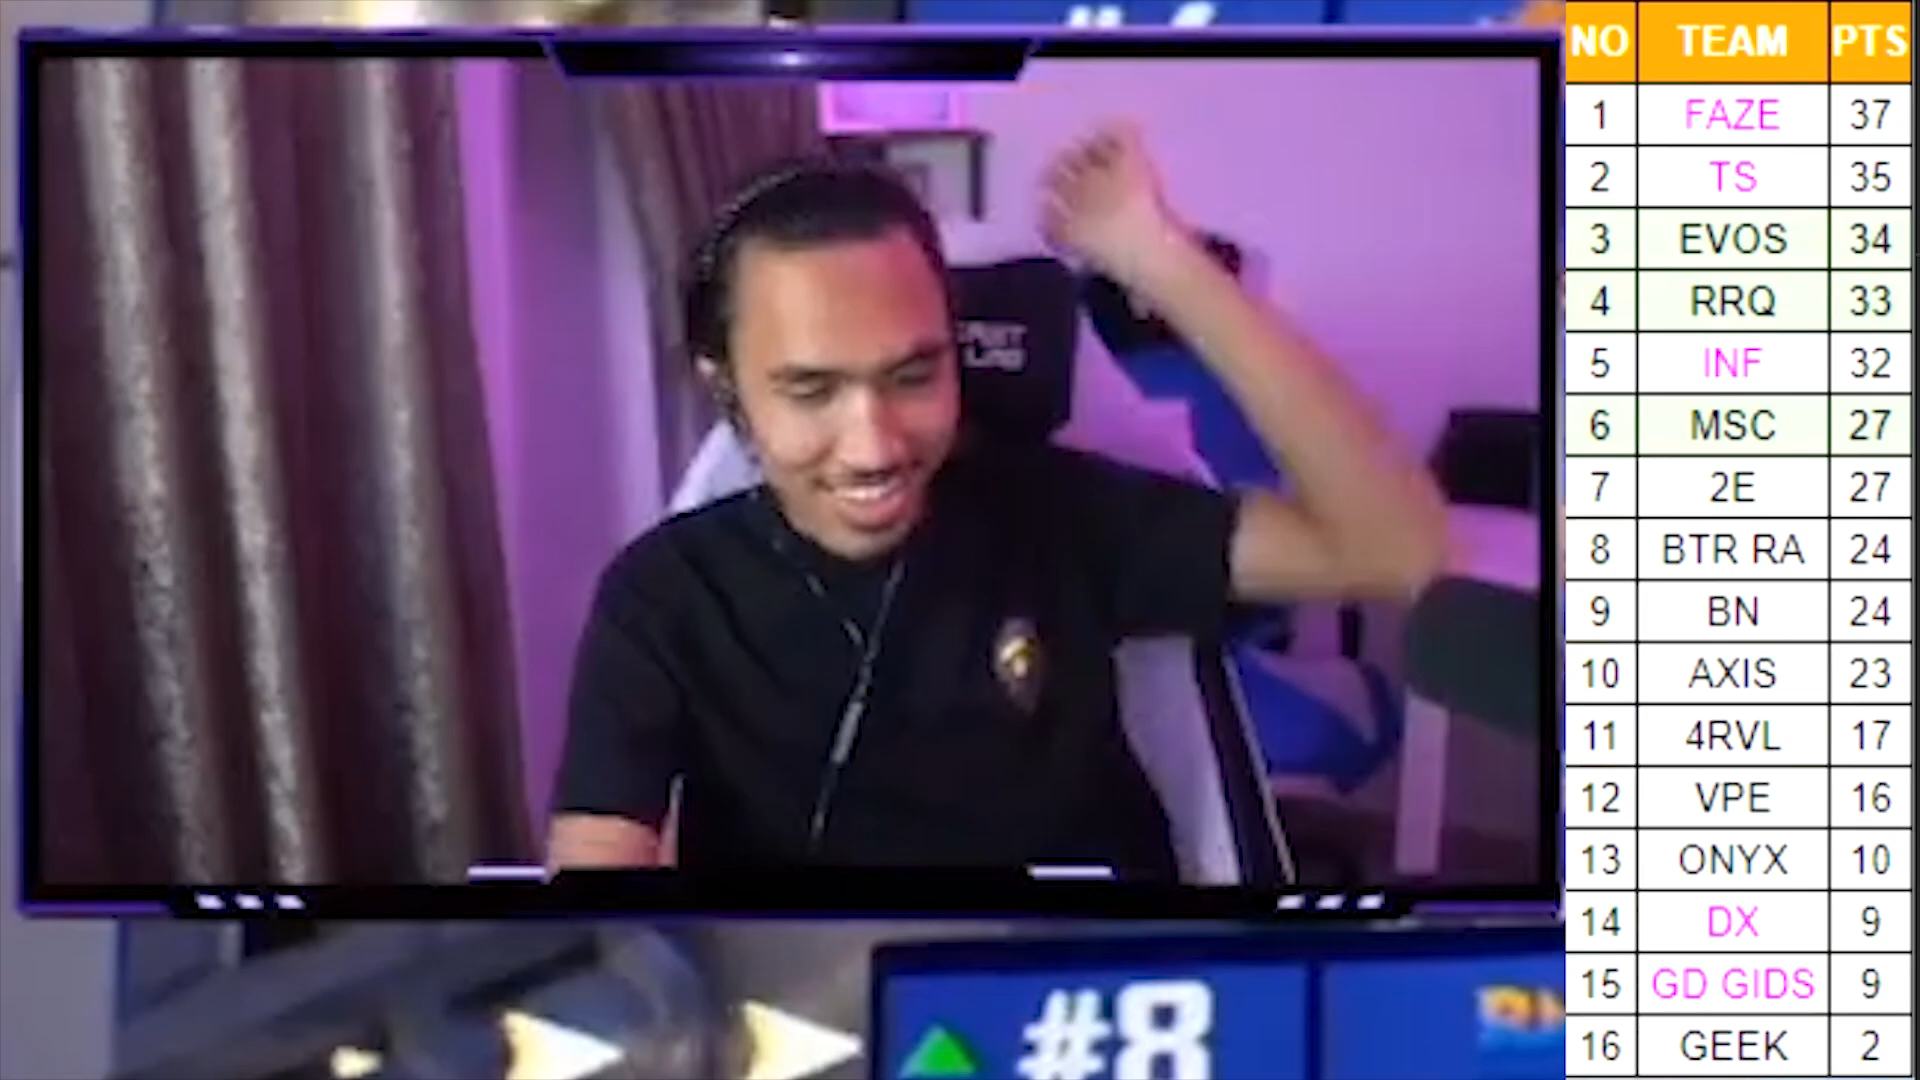 NO TEAM PTS
1 FAZE 37
2 TS 35
3 EVOS 34
4 RRQ 33
5 INF 32
6 MSC 27
7 2E 27
8 BTR RA 24
9 BN 24
10 AXIS 23
11 4RVL 17
12 VPE 16
13 ONYX 10
14 DX 9
15 GD GIDS 9
16 GEEK 2
#8